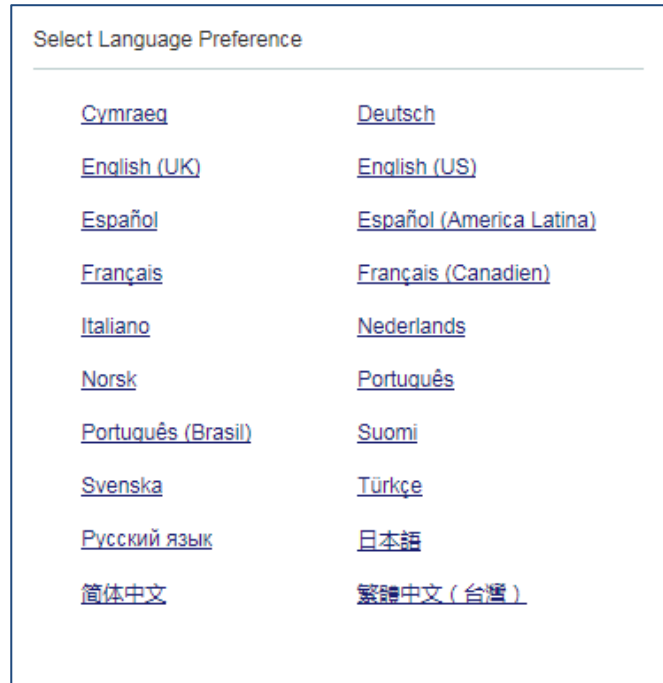 Select Language Preference
Cymraeg Deutsch
English (UK) English (US)
Español Español (America Latina)
Français Français (Canadien)
Italiano Nederlands
Norsk Português
Português (Brasil) Suomi
Svenska Türkçe
Русский язык 日本語
简体中文 繁體中文（台灣）